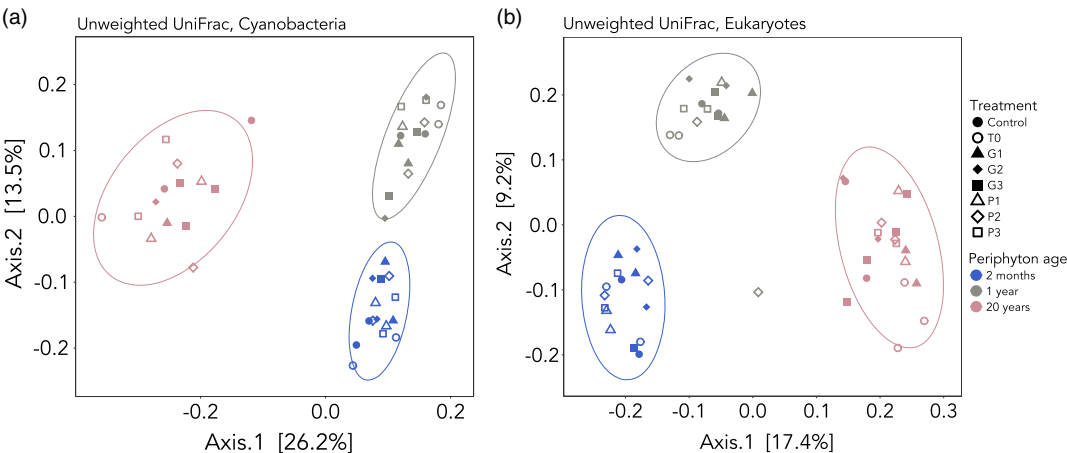 (a)
Unweighted UniFrac, Cyanobacteria
0.2
0.1
0.0
-0.1
-0.2
Axis.2 [13.5%]
-0.2
0.0
0.2
Axis.1 [26.2%]
(b)
Unweighted UniFrac, Eukaryotes
0.2
0.1
0.0
-0.1
-0.2
Axis.2 [9.2%]
-0.2
-0.1
0.0
0.1
0.2
0.3
Axis.1 [17.4%]
Treatment
Control
T0
G1
G2
G3
P1
P2
P3
Periphyton age
2 months
1 year
20 years